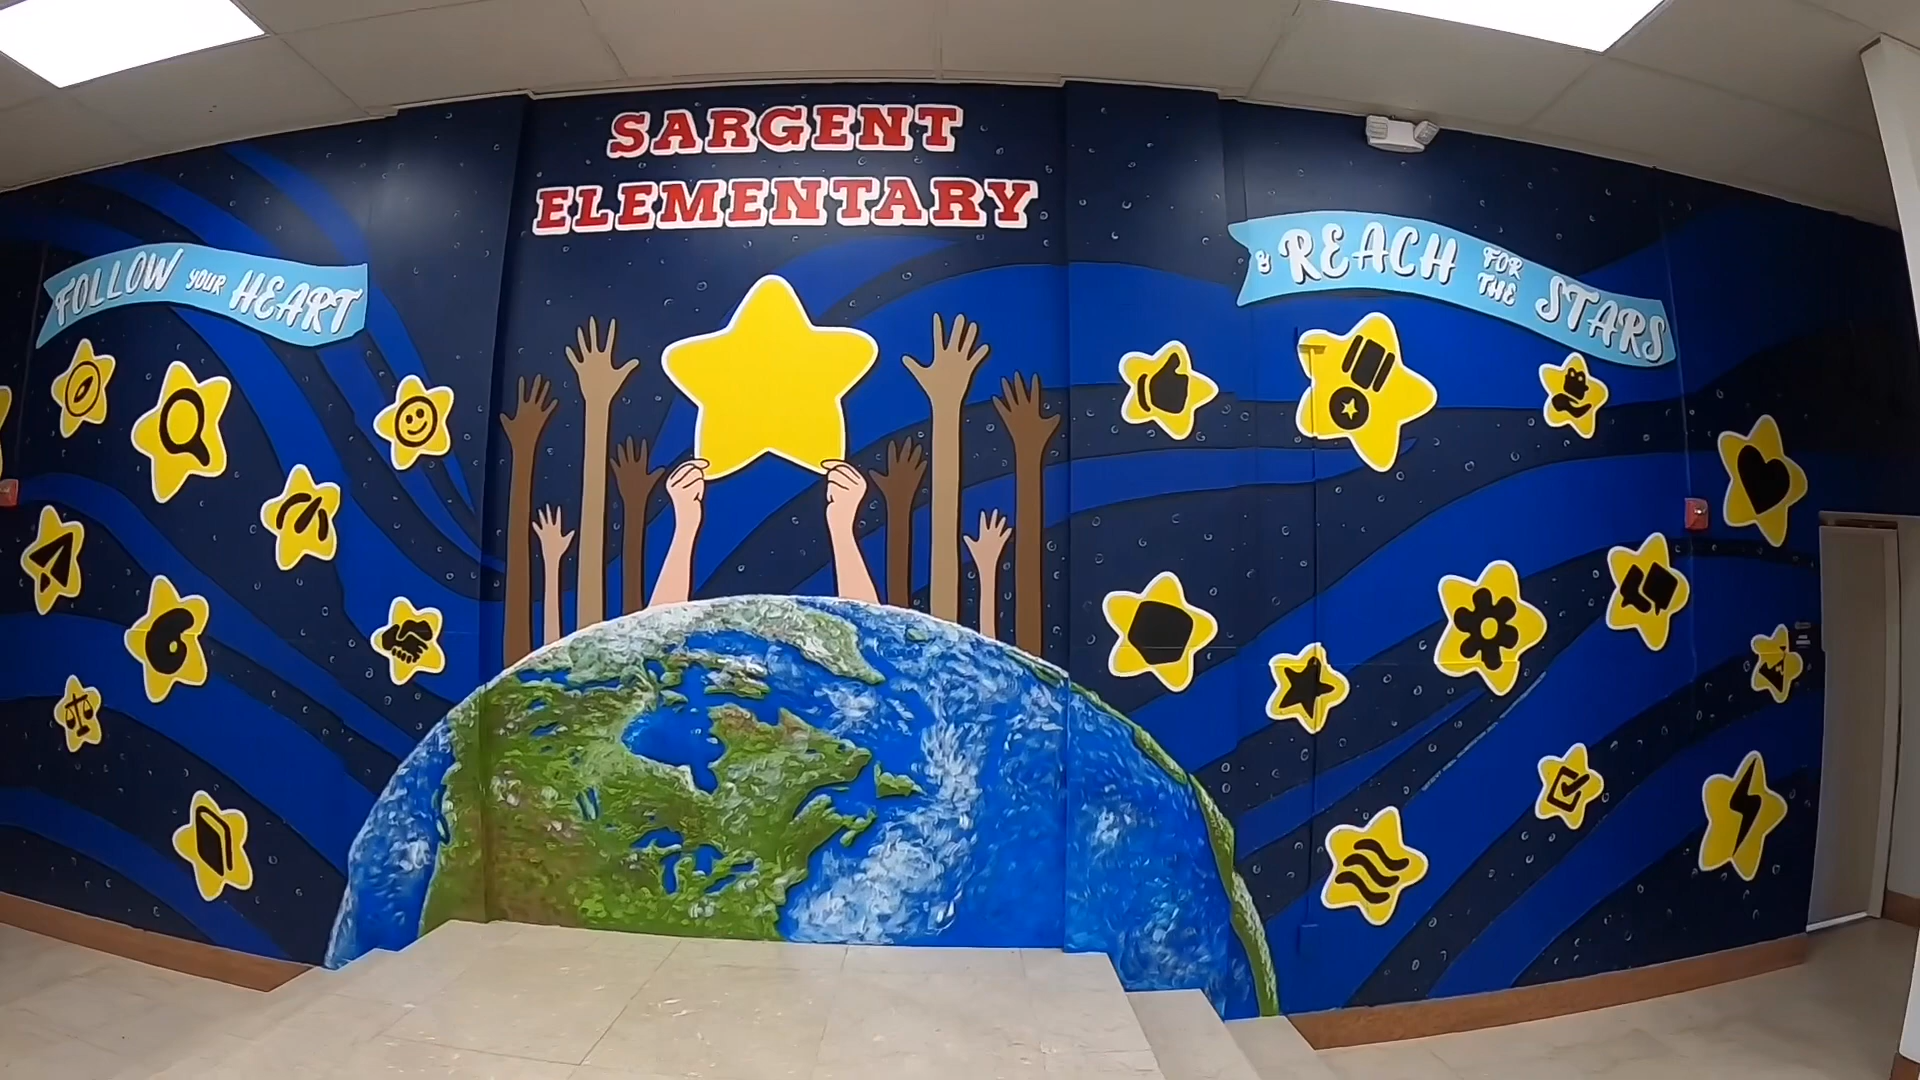 SARGENT
ELEMENTARY
FOLLOW YOUR HEART
& REACH FOR THE STARS